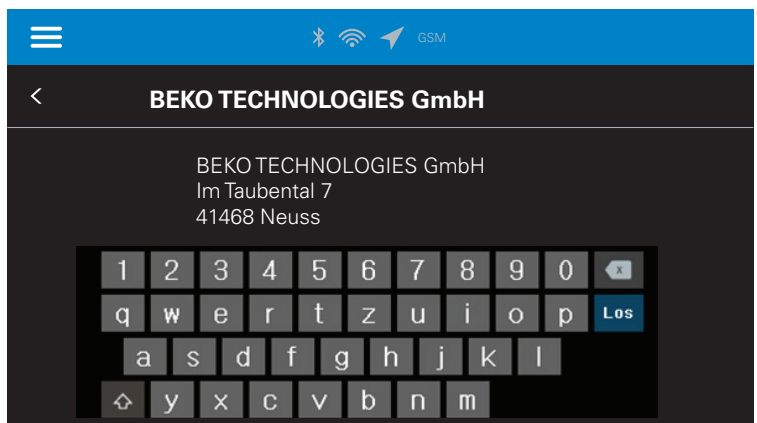 GSM
BEKO TECHNOLOGIES GmbH
BEKO TECHNOLOGIES GmbH
Im Taubental 7
41468 Neuss
1 2 3 4 5 6 7 8 9 0 x
q w e r t z u i o p Los
a s d f g h j k l
y x c v b n m